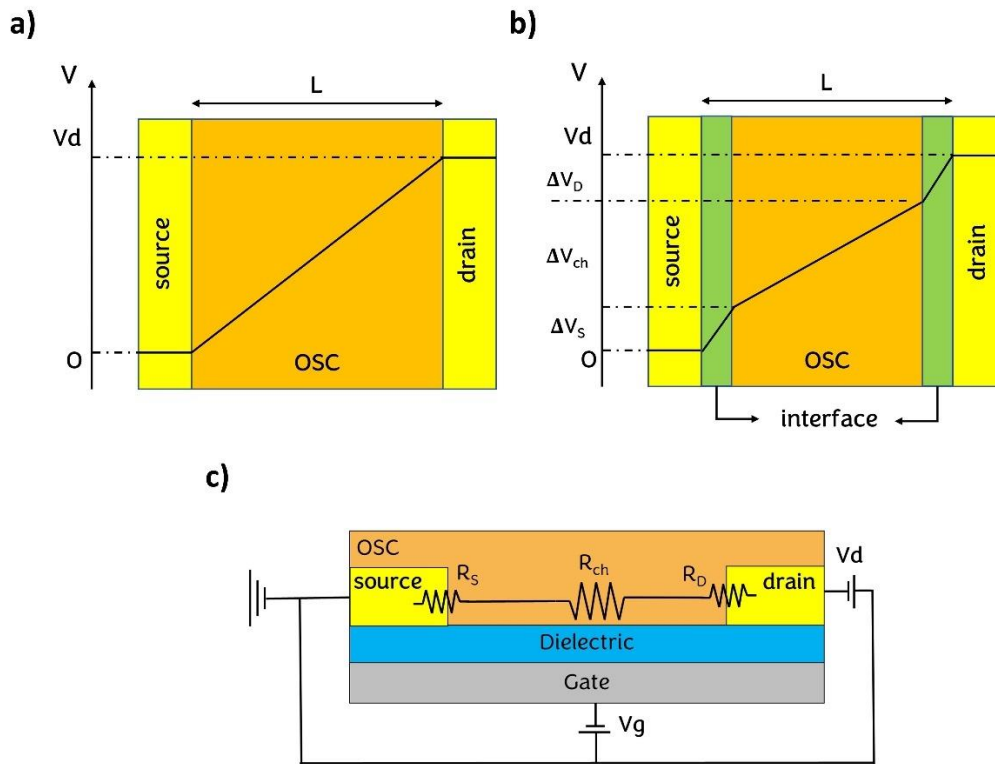 a)
V
L
Vd
source
drain
O
OSC
b)
V
L
Vd
ΔV_D
ΔV_ch
ΔV_S
O
source
drain
OSC
interface
c)
OSC
source
R_S
R_ch
R_D
drain
Vd
Dielectric
Gate
Vg